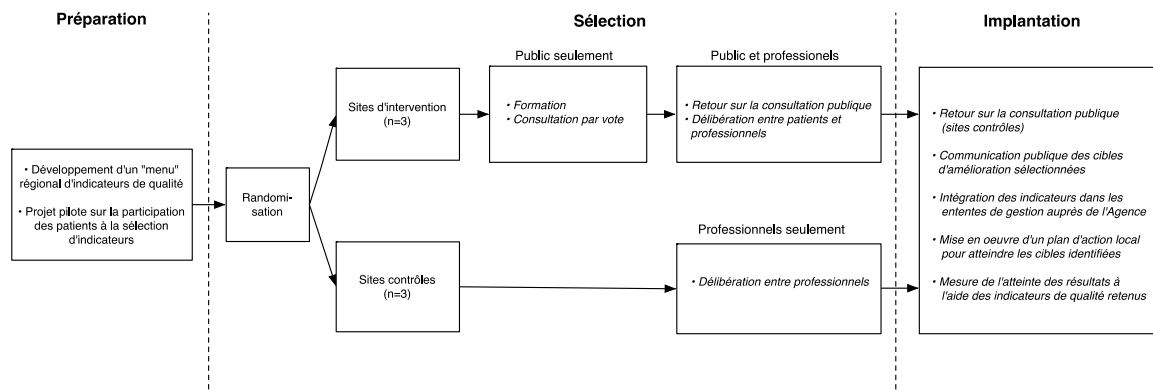 Préparation
Sélection
Implantation
Public seulement
Public et professionels
Sites d'intervention
(n=3)
• Formation
• Consultation par vote
• Retour sur la consultation publique
• Délibération entre patients et
professionnels
• Développement d'un "menu"
régional d'indicateurs de qualité
• Projet pilote sur la participation
des patients à la sélection
d'indicateurs
Randomi-
sation
Professionnels seulement
Sites contrôles
(n=3)
• Délibération entre professionnels
• Retour sur la consultation publique
(sites contrôles)
• Communication publique des cibles
d'amélioration sélectionnées
• Intégration des indicateurs dans les
ententes de gestion auprès de l'Agence
• Mise en oeuvre d'un plan d'action local
pour atteindre les cibles identifiées
• Mesure de l'atteinte des résultats à
l'aide des indicateurs de qualité retenus